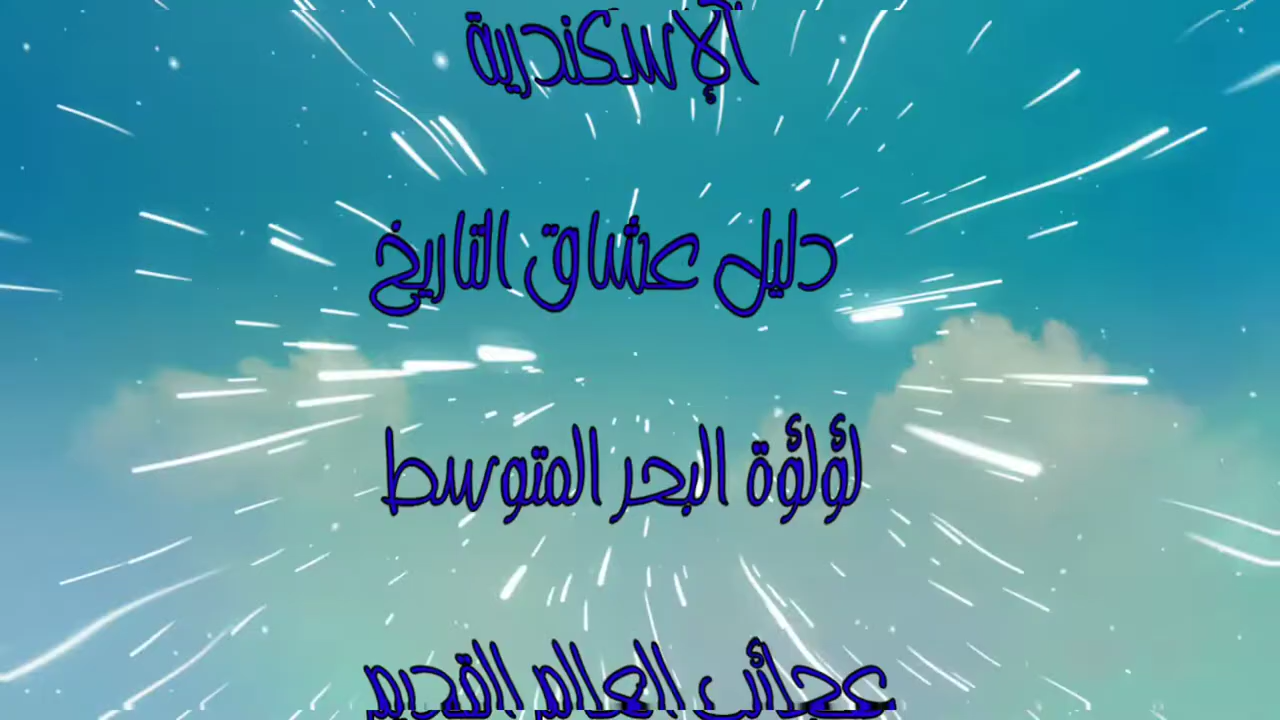 الإسكندرية
دليل عشاق التاريخ
لؤلؤة البحر المتوسط
عجائب العالم القديم